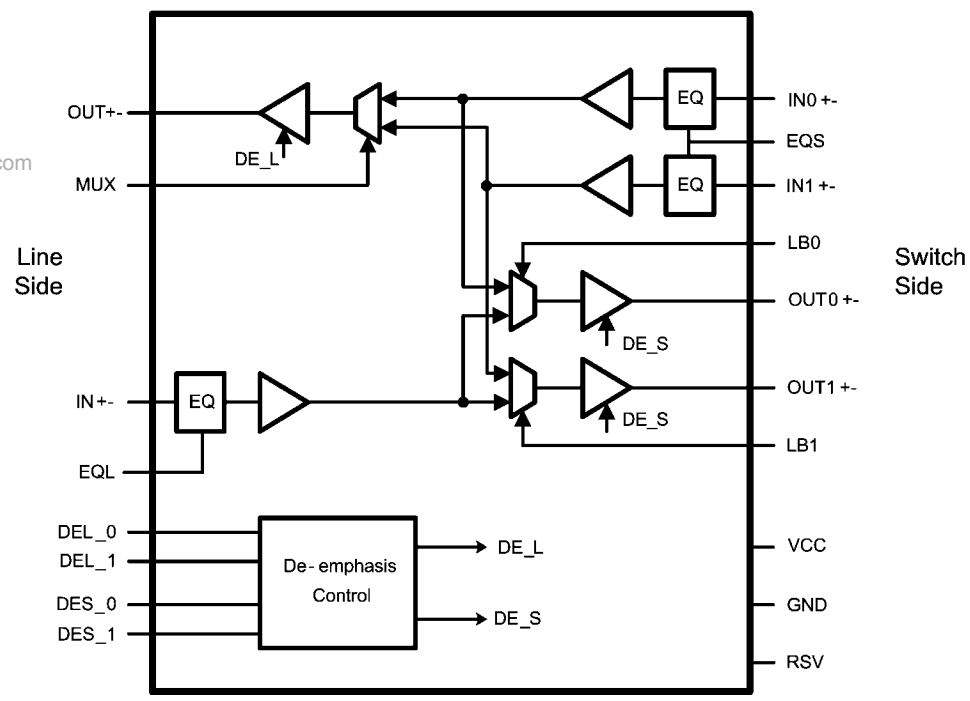 OUT+-
DE_L
MUX
com
Line
Side
IN+-
EQ
EQL
DEL_0
DEL_1
DES_0
DES_1
De-emphasis
Control
DE_L
DE_S
EQ
IN0 +-
EQS
EQ
IN1 +-
LB0
OUT0 +-
DE_S
OUT1 +-
DE_S
LB1
Switch
Side
VCC
GND
RSV